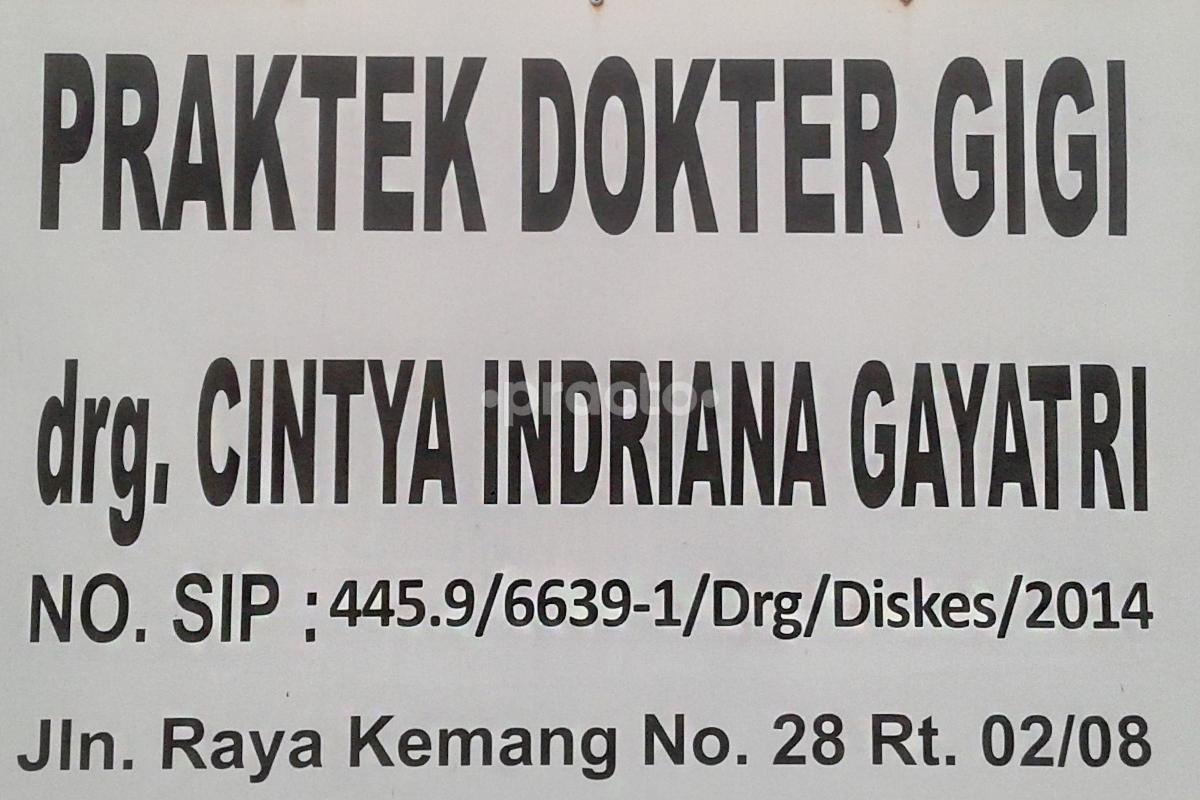 PRAKTEK DOKTER GIGI
drg. CINTYA INDRIANA GAYATRI
•practo•
NO. SIP : 445.9/6639-1/Drg/Diskes/2014
Jln. Raya Kemang No. 28 Rt. 02/08